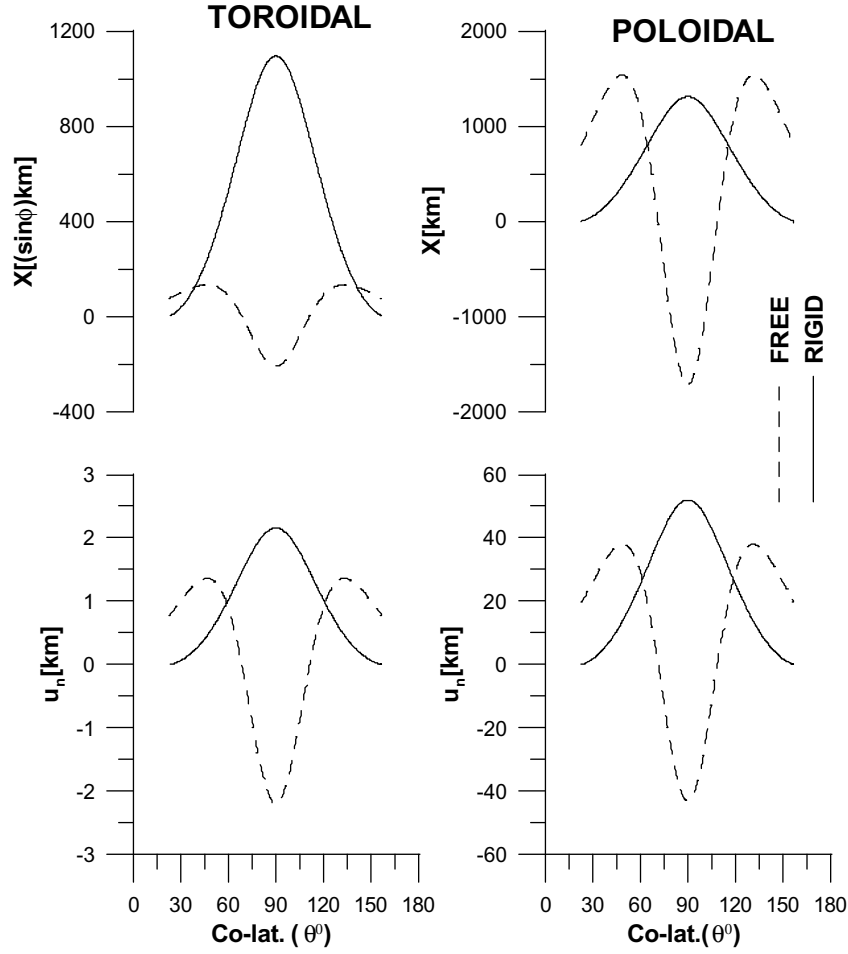 TOROIDAL
POLOIDAL
1200
800
400
0
-400
X[(sinϕ)km]
2000
1000
0
-1000
-2000
X[km]
FREE
RIGID
3
2
1
0
-1
-2
-3
uₙ[km]
60
40
20
0
-20
-40
-60
uₙ[km]
0 30 60 90 120 150 180
Co-lat. ( θ⁰)
0 30 60 90 120 150 180
Co-lat.(θ⁰)